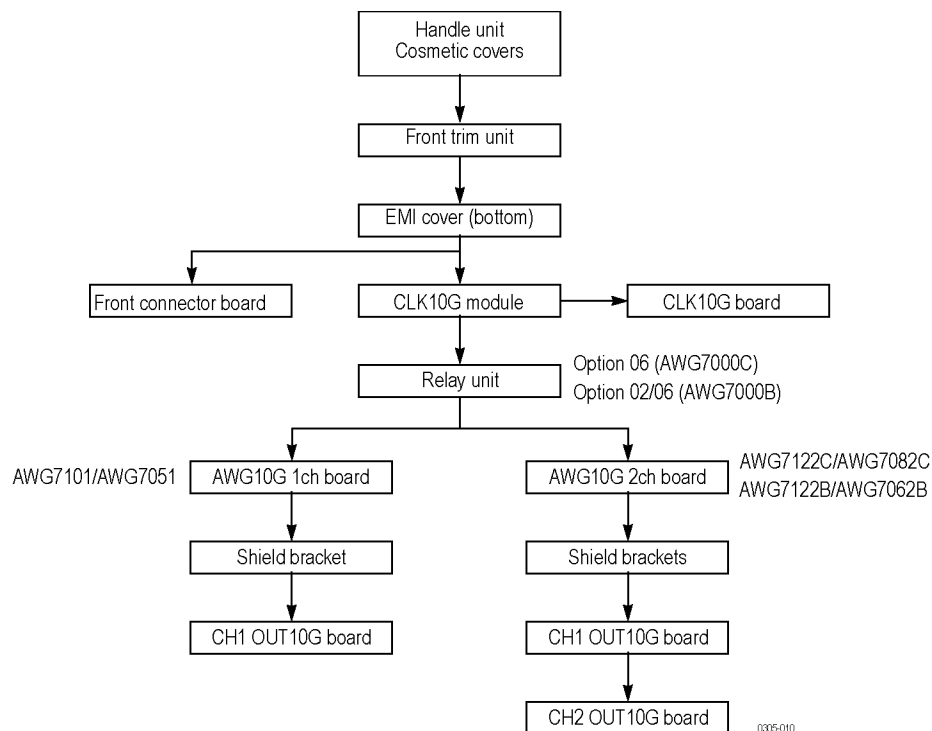 Handle unit
Cosmetic covers
Front trim unit
EMI cover (bottom)
Front connector board
CLK10G module
CLK10G board
Relay unit
Option 06 (AWG7000C)
Option 02/06 (AWG7000B)
AWG7101/AWG7051
AWG10G 1ch board
AWG10G 2ch board
AWG7122C/AWG7082C
AWG7122B/AWG7062B
Shield bracket
Shield brackets
CH1 OUT10G board
CH1 OUT10G board
CH2 OUT10G board
0305-010